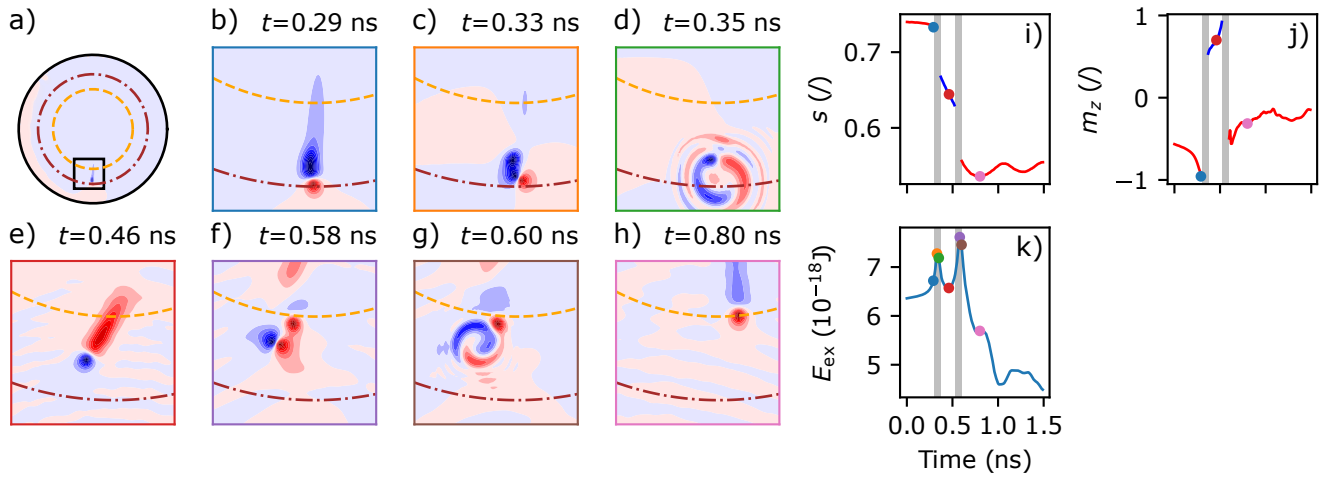 a)
b) t=0.29 ns
c) t=0.33 ns
d) t=0.35 ns
e) t=0.46 ns
f) t=0.58 ns
g) t=0.60 ns
h) t=0.80 ns
i)
s (/)
0.7
0.6
j)
m_z (/)
1
0
−1
k)
E_ex (10⁻¹⁸J)
7
6
5
0.0 0.5 1.0 1.5
Time (ns)